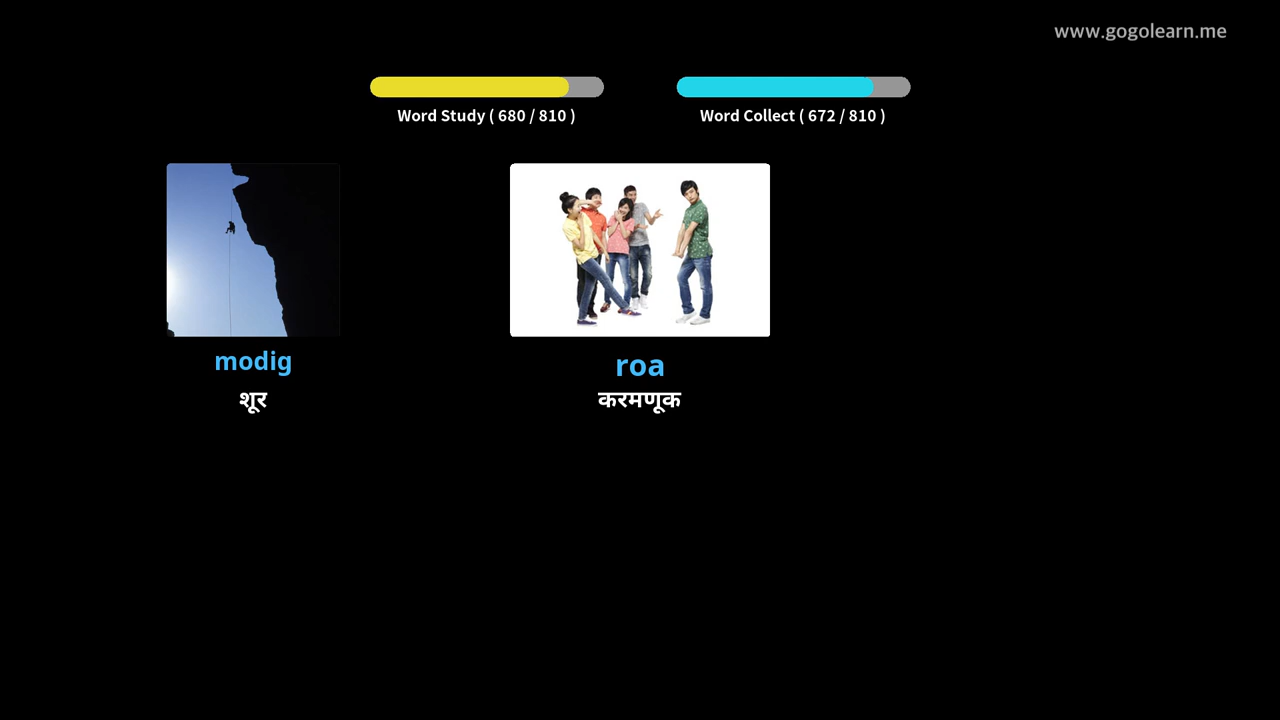 www.gogolearn.me
Word Study ( 680 / 810 )
Word Collect ( 672 / 810 )
modig
शूर
roa
करमणूक